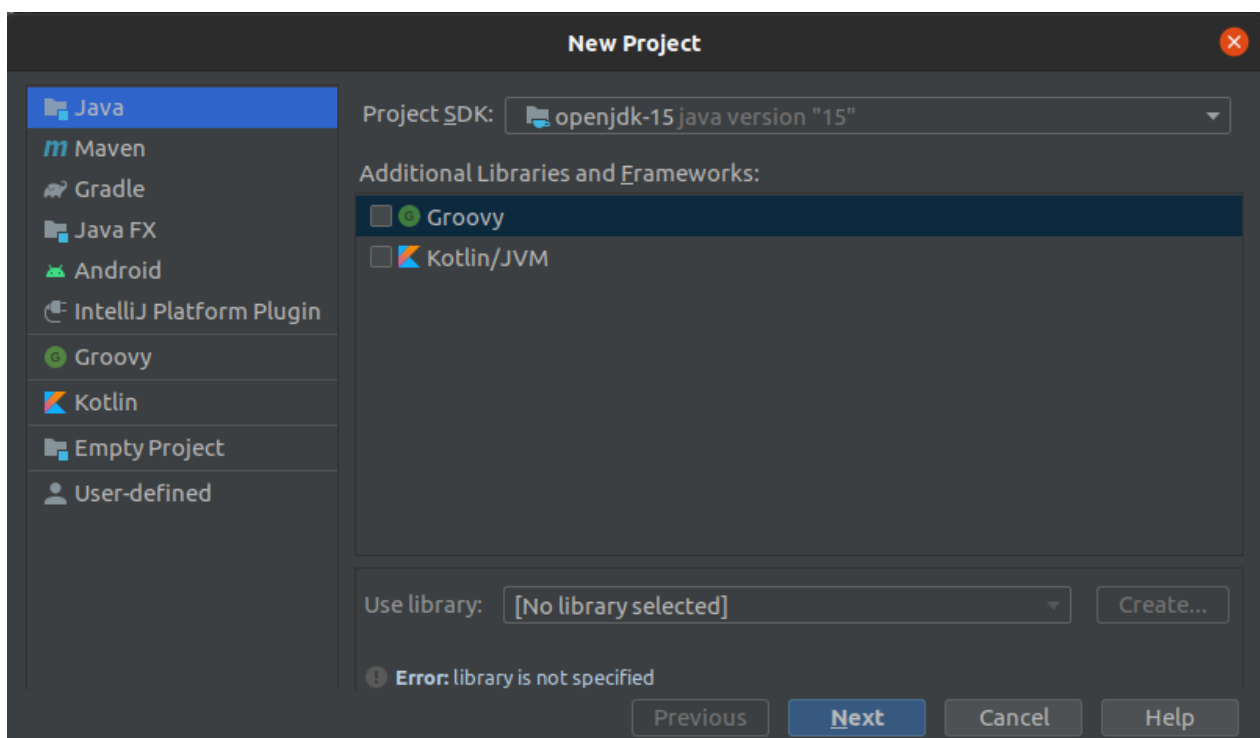 New Project
Java
Maven
Gradle
Java FX
Android
IntelliJ Platform Plugin
Groovy
Kotlin
Empty Project
User-defined
Project SDK: openjdk-15 java version "15"
Additional Libraries and Frameworks:
Groovy
Kotlin/JVM
Use library: [No library selected] Create...
Error: library is not specified
Previous Next Cancel Help